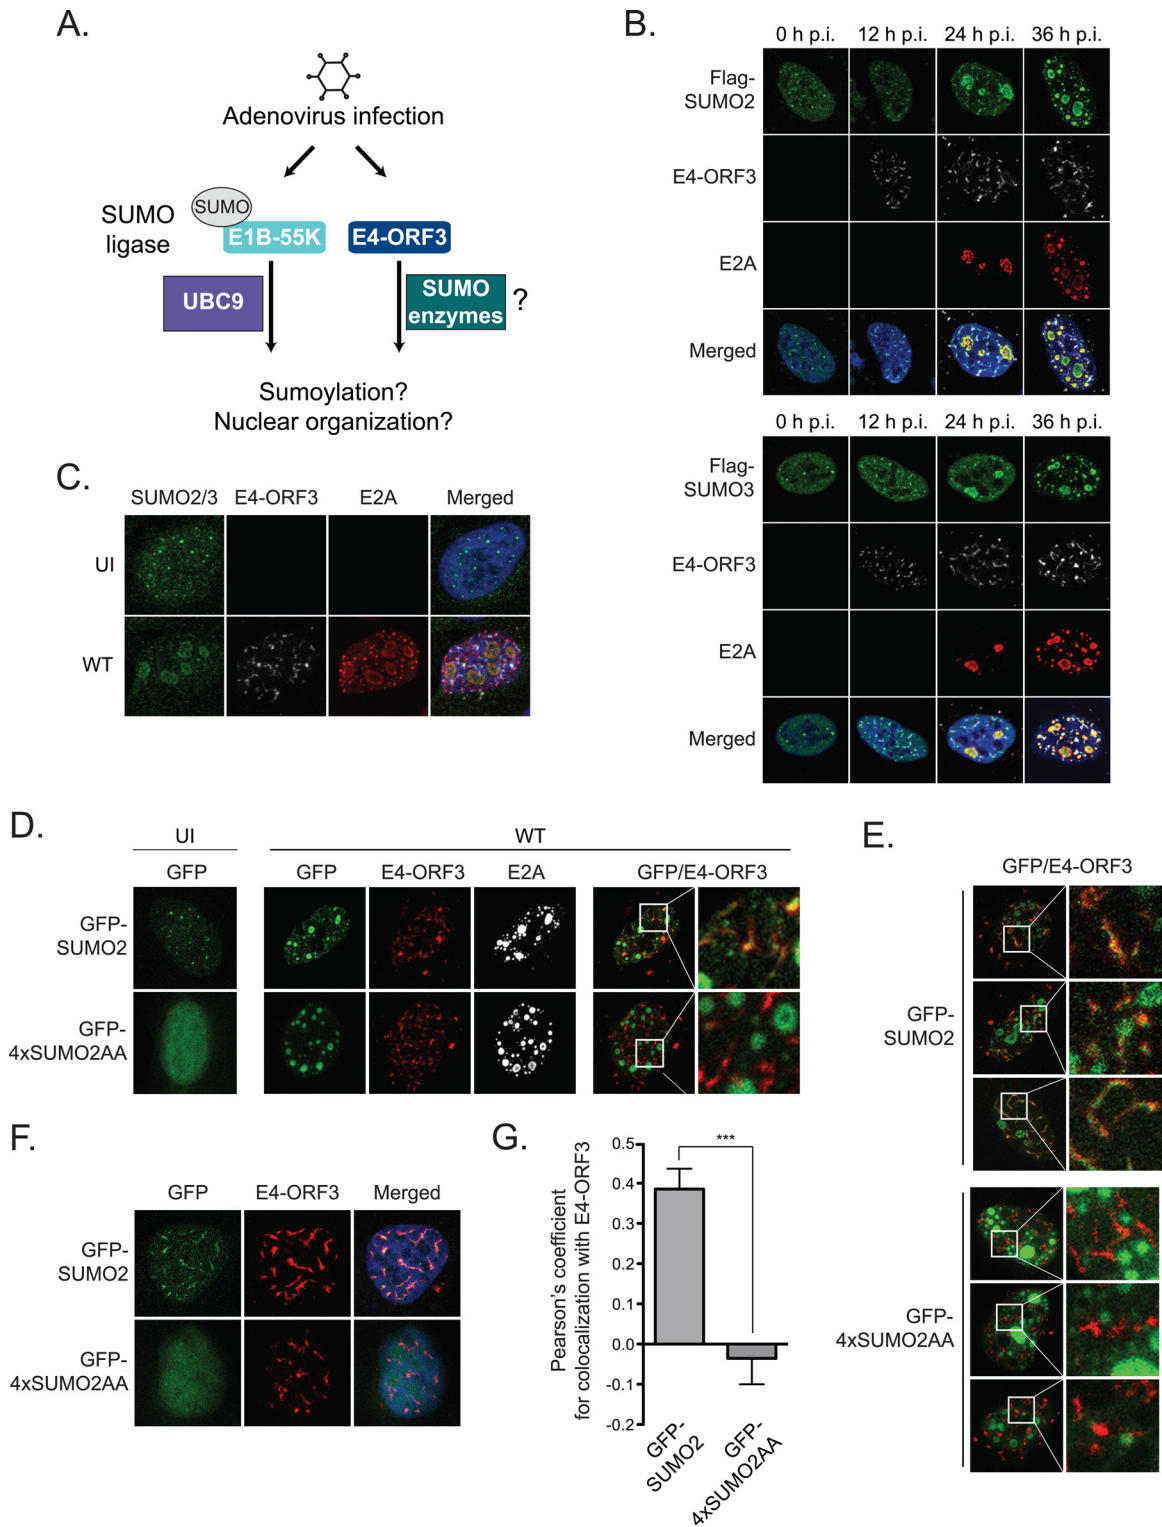 A.
Adenovirus infection
SUMO
ligase
SUMO
E1B-55K
E4-ORF3
UBC9
SUMO
enzymes
?
Sumoylation?
Nuclear organization?
B.
0 h p.i. 12 h p.i. 24 h p.i. 36 h p.i.
Flag-
SUMO2
E4-ORF3
E2A
Merged
0 h p.i. 12 h p.i. 24 h p.i. 36 h p.i.
Flag-
SUMO3
E4-ORF3
E2A
Merged
C.
SUMO2/3 E4-ORF3 E2A Merged
UI
WT
D.
UI WT
GFP GFP E4-ORF3 E2A GFP/E4-ORF3
GFP-
SUMO2
GFP-
4xSUMO2AA
E.
GFP/E4-ORF3
GFP-
SUMO2
GFP-
4xSUMO2AA
F.
GFP E4-ORF3 Merged
GFP-
SUMO2
GFP-
4xSUMO2AA
G.
Pearson's coefficient
for colocalization with E4-ORF3
0.5
0.4
0.3
0.2
0.1
0.0
-0.1
-0.2
***
GFP-
SUMO2
GFP-
4xSUMO2AA